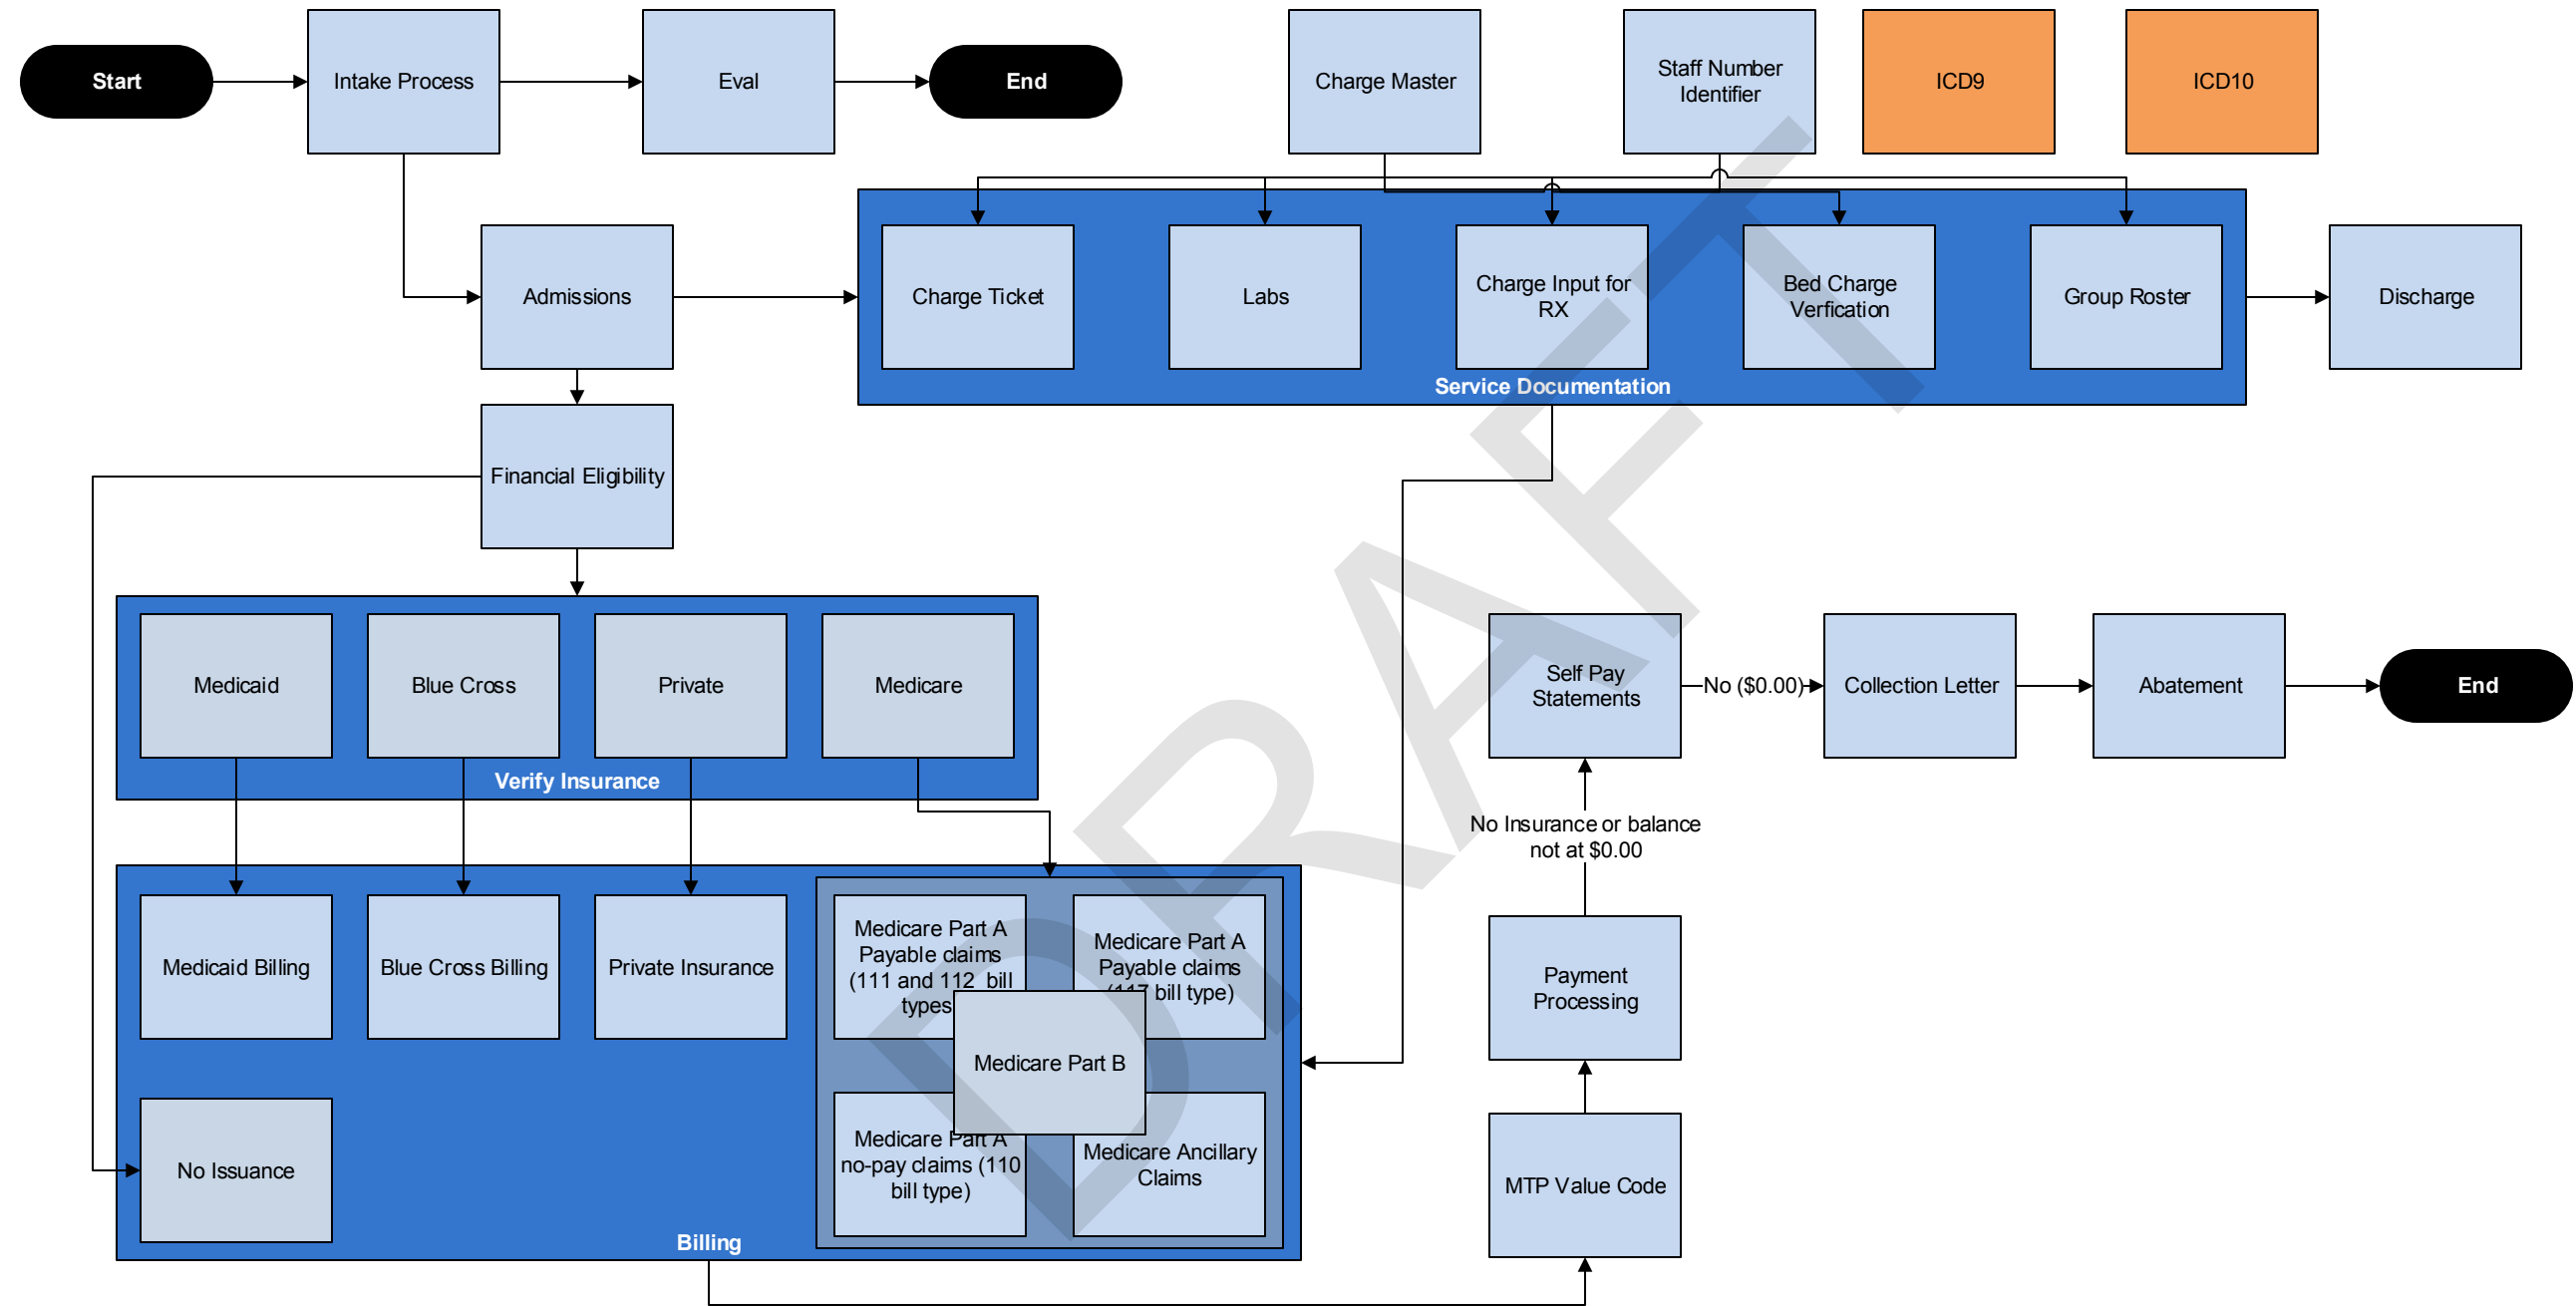 Start
Intake Process
Eval
End
Charge Master
Staff Number
Identifier
ICD9
ICD10
Admissions
Charge Ticket
Labs
Charge Input for
RX
Bed Charge
Verfication
Group Roster
Discharge
Service Documentation
Financial Eligibility
Medicaid
Blue Cross
Private
Medicare
Verify Insurance
Self Pay
Statements
No ($0.00)
Collection Letter
Abatement
End
No Insurance or balance
not at $0.00
Medicaid Billing
Blue Cross Billing
Private Insurance
Medicare Part A
Payable claims
(111 and 112 bill
types
Medicare Part A
Payable claims
(117 bill type)
Medicare Part B
Payment
Processing
No Issuance
Medicare Part A
no-pay claims (110
bill type)
Medicare Ancillary
Claims
MTP Value Code
Billing
DRAFT